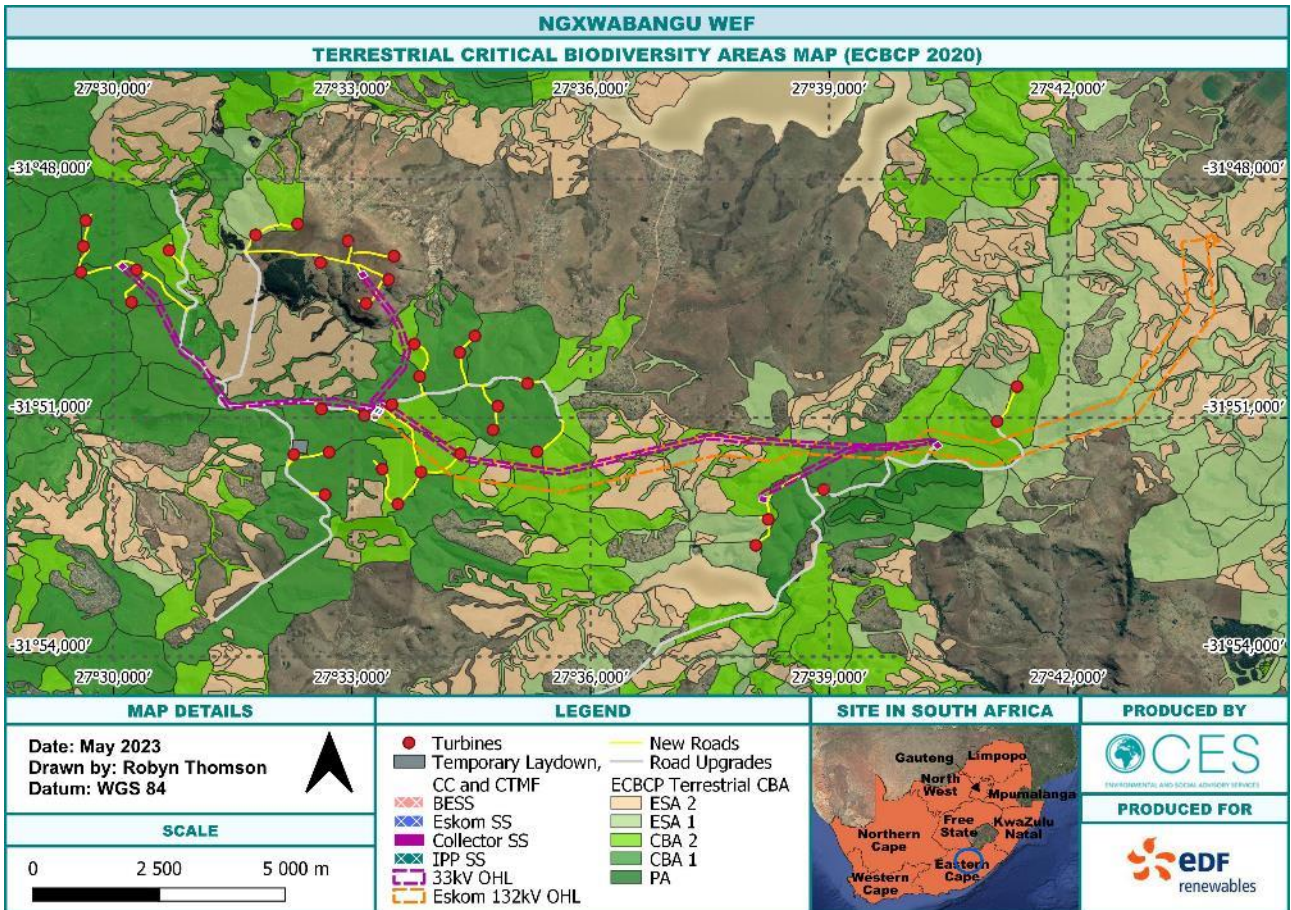 NGXWABANGU WEF
TERRESTRIAL CRITICAL BIODIVERSITY AREAS MAP (ECBCP 2020)
27°30,000′ 27°33,000′ 27°36,000′ 27°39,000′ 27°42,000′
-31°48,000′ -31°48,000′
-31°51,000′ -31°51,000′
-31°54,000′ -31°54,000′
27°30,000′ 27°33,000′ 27°36,000′ 27°39,000′ 27°42,000′
MAP DETAILS
Date: May 2023
Drawn by: Robyn Thomson
Datum: WGS 84
SCALE
0 2 500 5 000 m
LEGEND
Turbines
Temporary Laydown,
CC and CTMF
BESS
Eskom SS
Collector SS
IPP SS
33kV OHL
Eskom 132kV OHL
New Roads
Road Upgrades
ECBCP Terrestrial CBA
ESA 2
ESA 1
CBA 2
CBA 1
PA
SITE IN SOUTH AFRICA
Gauteng
Limpopo
North
West
Mpumalanga
Free
State
KwaZulu
Natal
Northern
Cape
Eastern
Cape
Western
Cape
PRODUCED BY
CES
ENVIRONMENTAL AND SOCIAL ADVISORY SERVICES
PRODUCED FOR
eDF
renewables